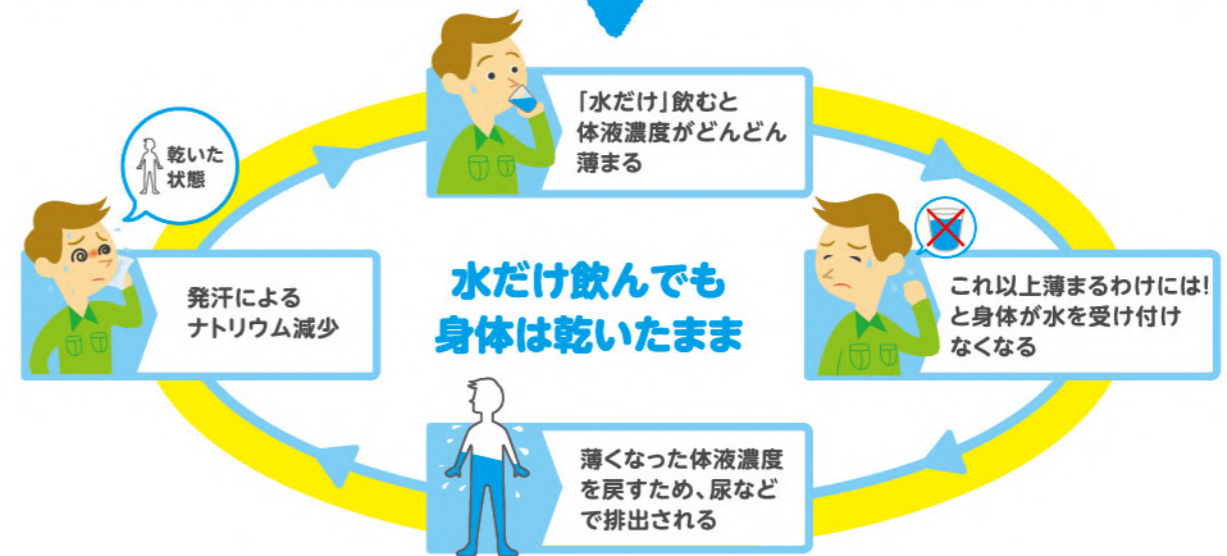 「水だけ」飲むと
体液濃度がどんどん
薄まる
乾いた
状態
発汗による
ナトリウム減少
水だけ飲んでも
身体は乾いたまま
これ以上薄まるわけには!
と身体が水を受け付け
なくなる
薄くなった体液濃度
を戻すため、尿など
で排出される